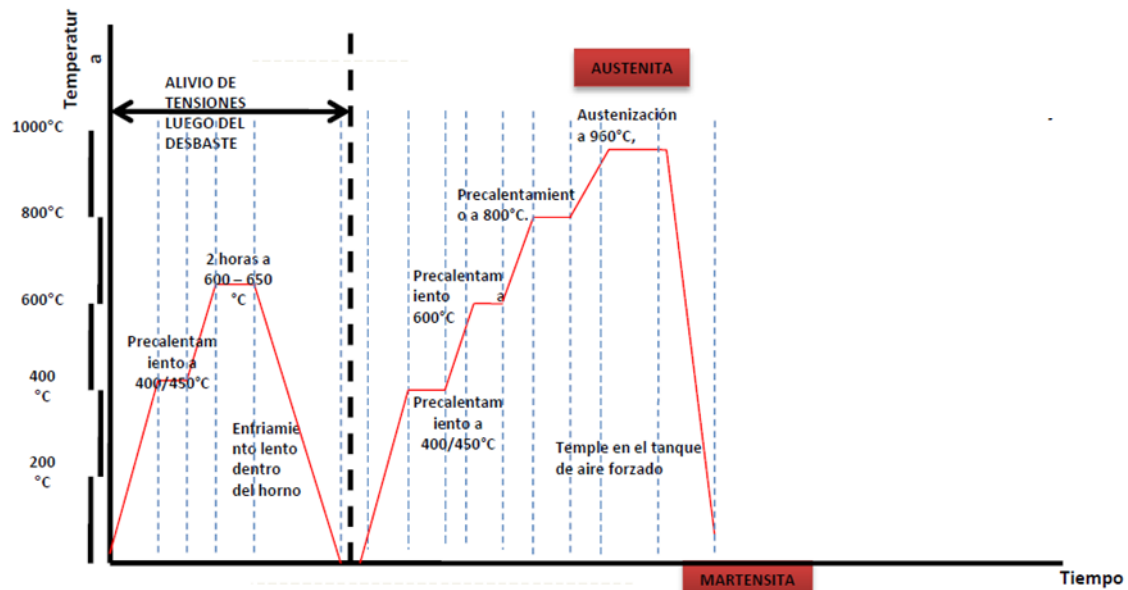 Temperatur
a
ALIVIO DE
TENSIONES
LUEGO DEL
DESBASTE
AUSTENITA
Austenización
a 960°C,
1000°C
800°C
600°C
400
°C
200
°C
Precalentamient
o a 800°C.
2 horas a
600 – 650
°C
Precalentam
iento a
600°C
Precalentam
iento a
400/450°C
Precalentam
iento a
400/450°C
Enfriamie
nto lento
dentro
del horno
Temple en el tanque
de aire forzado
MARTENSITA
Tiempo